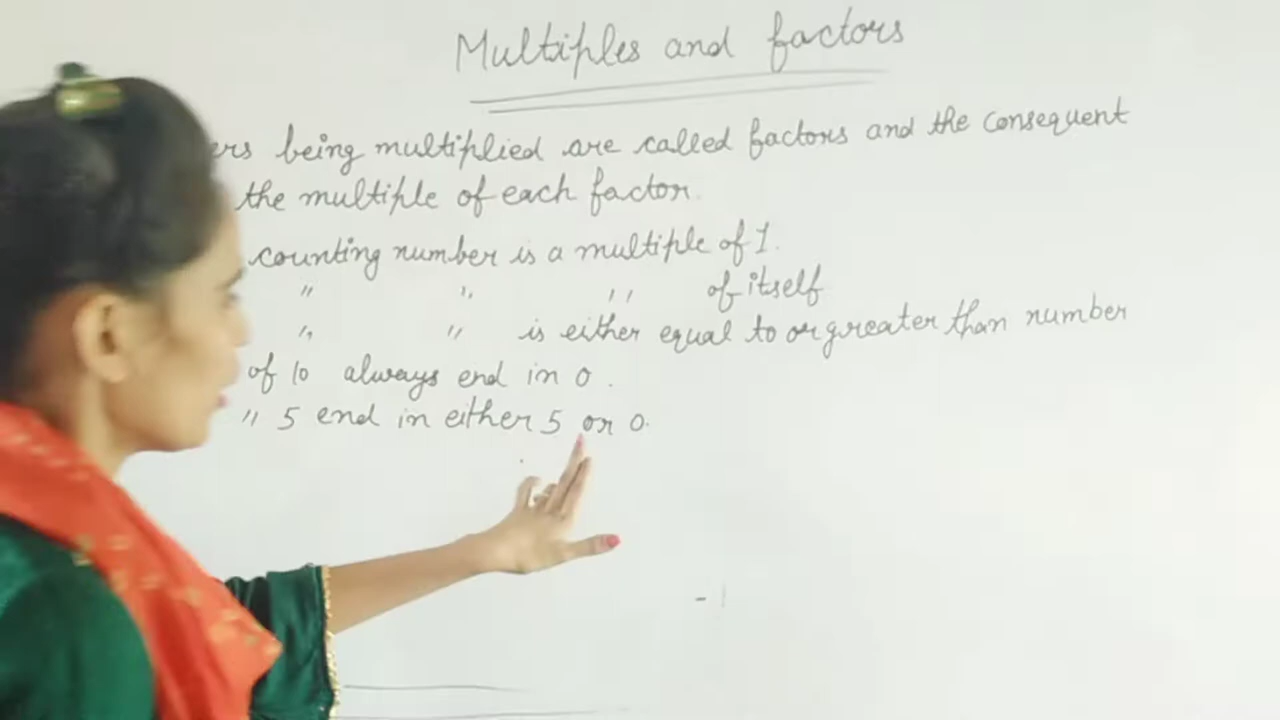 Multiples and factors
ers being multiplied are called factors and the consequent
the multiple of each factor.
counting number is a multiple of 1.
" " " of itself
" " is either equal to or greater than number
of 10 always end in 0.
" 5 end in either 5 or 0.